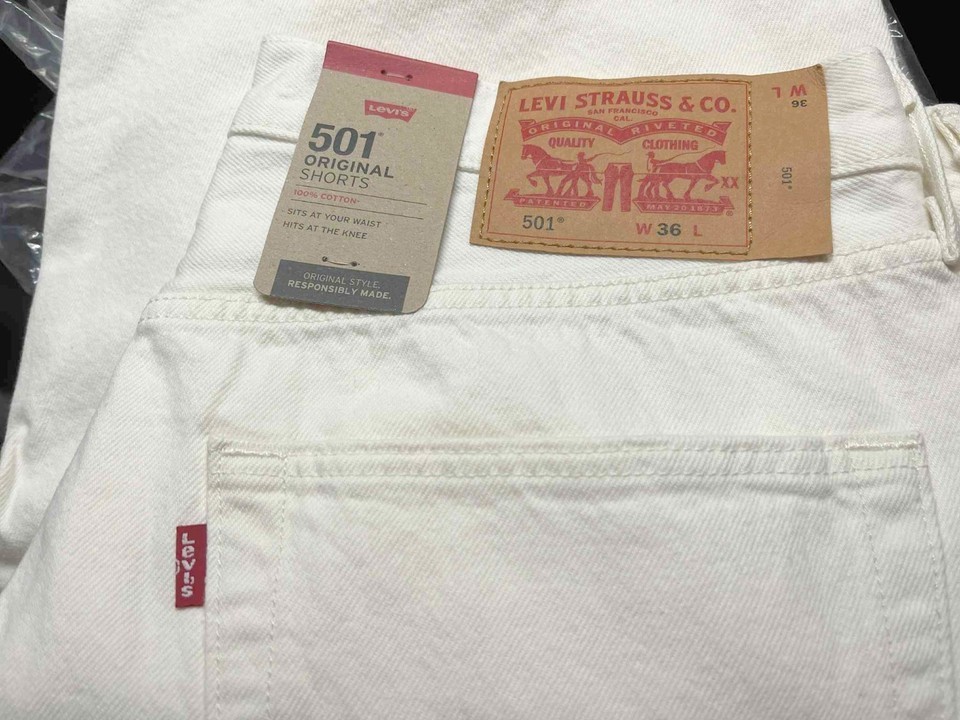 Levi's
501®
ORIGINAL
SHORTS
100% COTTON
SITS AT YOUR WAIST
HITS AT THE KNEE
ORIGINAL STYLE.
RESPONSIBLY MADE.
LEVI STRAUSS & CO.
SAN FRANCISCO
CAL.
ORIGINAL RIVETED
QUALITY CLOTHING
XX
PATENTED MAY 20 1873
®
501® W 36 L
W L
36
501®
Levi's